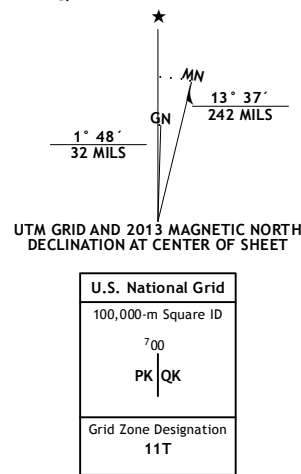 ★
MN
GN
13° 37´
242 MILS
1° 48´
32 MILS
UTM GRID AND 2013 MAGNETIC NORTH
DECLINATION AT CENTER OF SHEET
U.S. National Grid
100,000-m Square ID
700
PK QK
Grid Zone Designation
11T